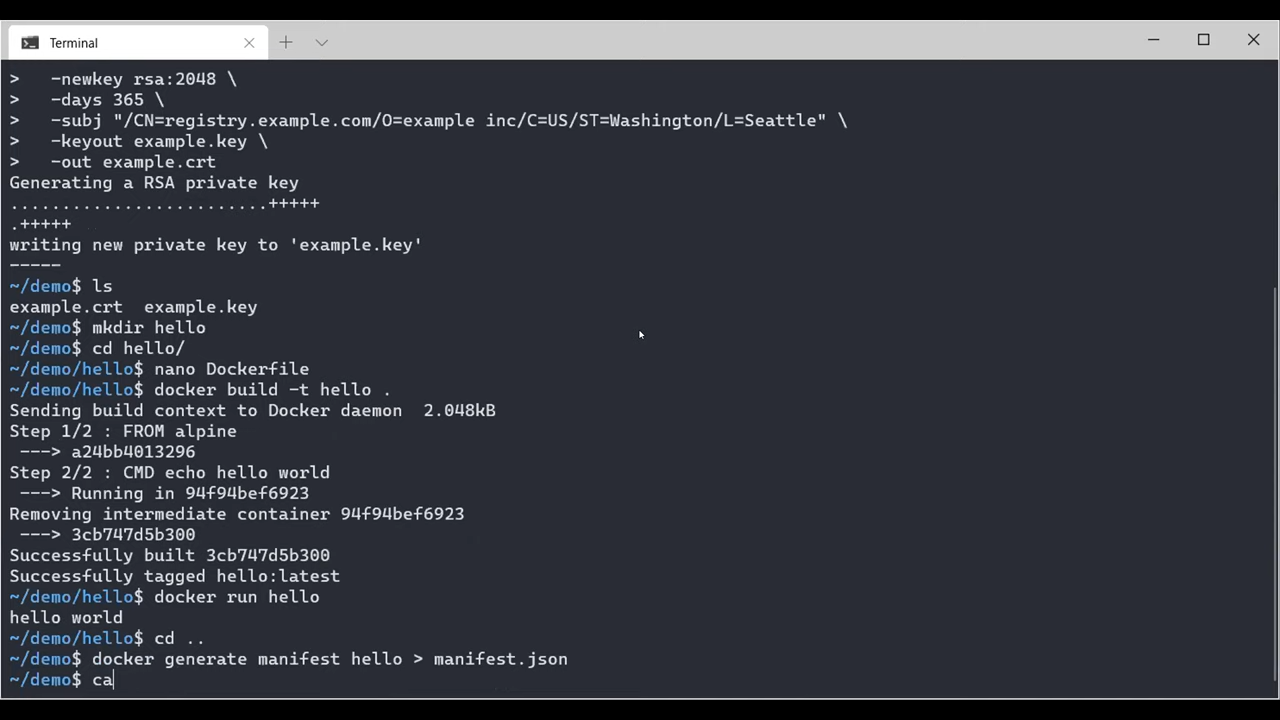 Terminal
>   -newkey rsa:2048 \
>   -days 365 \
>   -subj "/CN=registry.example.com/O=example inc/C=US/ST=Washington/L=Seattle" \
>   -keyout example.key \
>   -out example.crt
Generating a RSA private key
.........................+++++
.+++++
writing new private key to 'example.key'
-----
~/demo$ ls
example.crt  example.key
~/demo$ mkdir hello
~/demo$ cd hello/
~/demo/hello$ nano Dockerfile
~/demo/hello$ docker build -t hello .
Sending build context to Docker daemon  2.048kB
Step 1/2 : FROM alpine
 ---> a24bb4013296
Step 2/2 : CMD echo hello world
 ---> Running in 94f94bef6923
Removing intermediate container 94f94bef6923
 ---> 3cb747d5b300
Successfully built 3cb747d5b300
Successfully tagged hello:latest
~/demo/hello$ docker run hello
hello world
~/demo/hello$ cd ..
~/demo$ docker generate manifest hello > manifest.json
~/demo$ ca